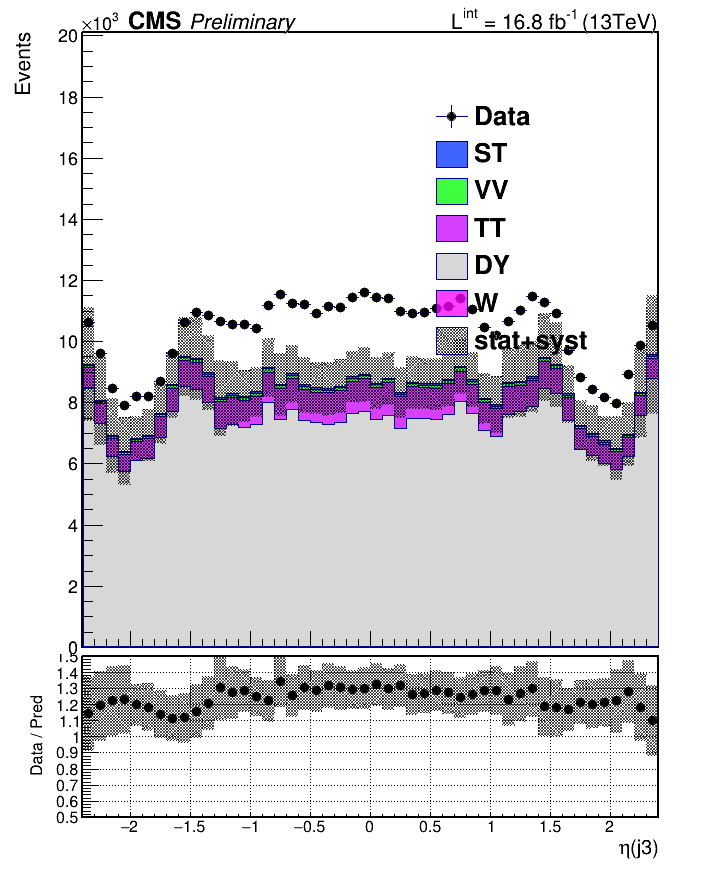 ×10³ CMS Preliminary L^int = 16.8 fb⁻¹ (13TeV)
Events
20
18
16
14
12
10
8
6
4
2
0
Data
ST
VV
TT
DY
W
stat+syst
Data / Pred
1.5
1.4
1.3
1.2
1.1
1
0.9
0.8
0.7
0.6
0.5
−2 −1.5 −1 −0.5 0 0.5 1 1.5 2
η(j3)